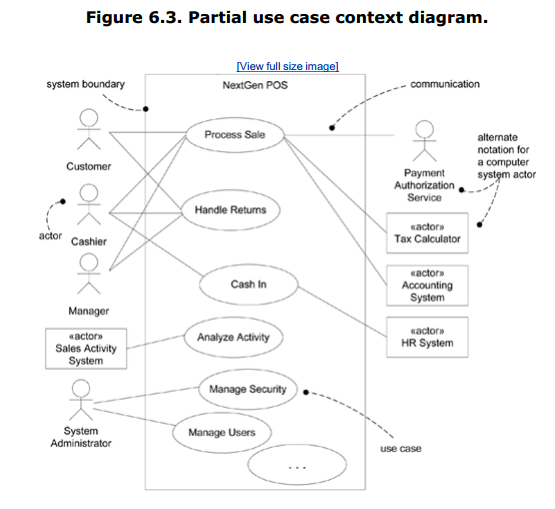 Figure 6.3. Partial use case context diagram.
[View full size image]
system boundary
NextGen POS
communication
Process Sale
alternate
notation for
a computer
system actor
Customer
Payment
Authorization
Service
Handle Returns
actor
Cashier
«actor»
Tax Calculator
Cash In
«actor»
Accounting
System
Manager
«actor»
Sales Activity
System
Analyze Activity
«actor»
HR System
Manage Security
System
Administrator
Manage Users
use case
. . .